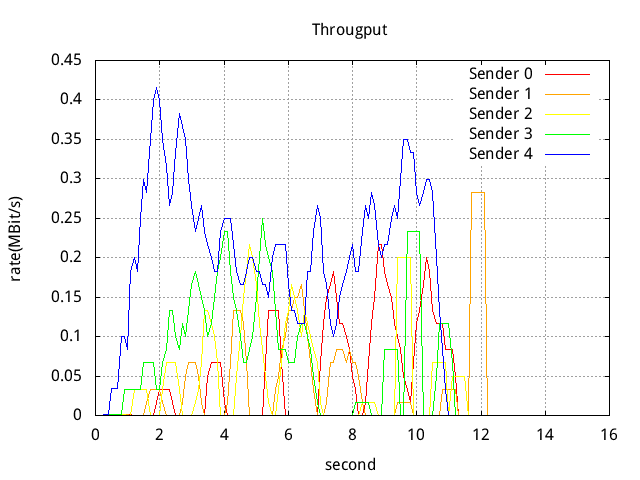 Througput
0.45
0.4
0.35
0.3
0.25
0.2
0.15
0.1
0.05
0
0 2 4 6 8 10 12 14 16
rate(MBit/s)
second
Sender 0
Sender 1
Sender 2
Sender 3
Sender 4